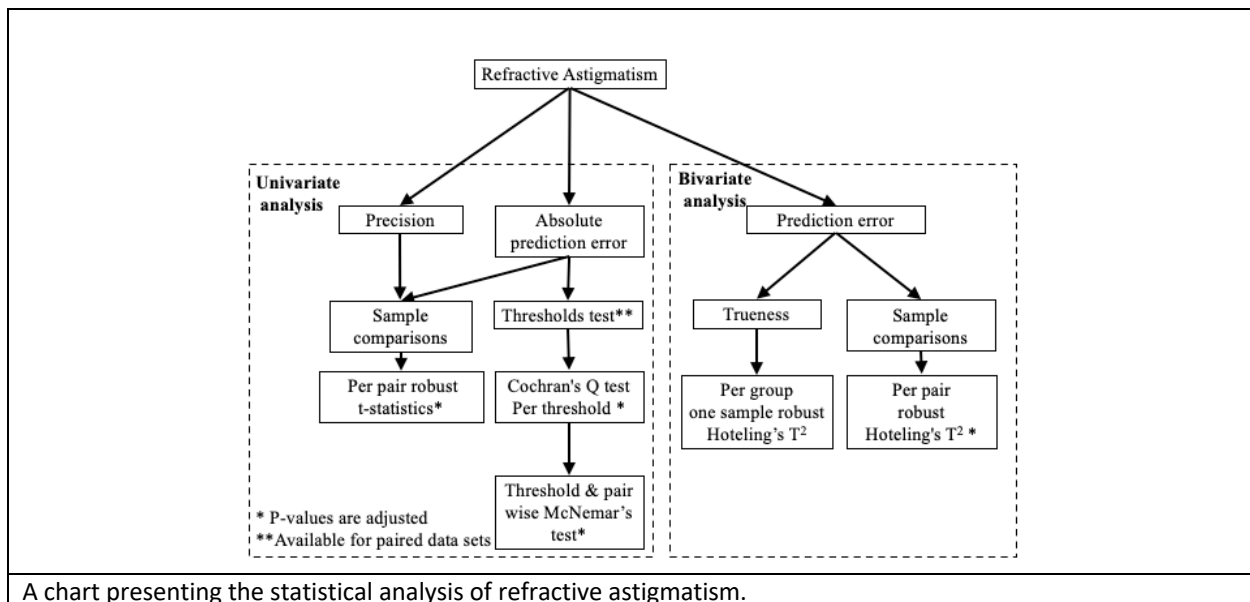 Refractive Astigmatism
Univariate
analysis
Precision
Absolute
prediction error
Sample
comparisons
Thresholds test**
Per pair robust
t-statistics*
Cochran's Q test
Per threshold *
Threshold & pair
wise McNemar's
test*
* P-values are adjusted
**Available for paired data sets
Bivariate
analysis
Prediction error
Trueness
Sample
comparisons
Per group
one sample robust
Hoteling’s T²
Per pair
robust
Hoteling's T² *
A chart presenting the statistical analysis of refractive astigmatism.